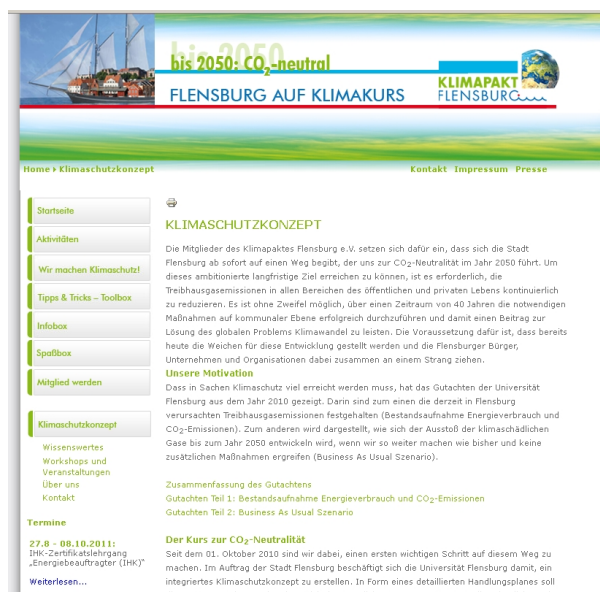 bis 2050
bis 2050: CO2-neutral
FLENSBURG AUF KLIMAKURS
KLIMAPAKT
FLENSBURG
Home Klimaschutzkonzept
Kontakt Impressum Presse
Startseite
Aktivitäten
Wir machen Klimaschutz!
Tipps & Tricks – Toolbox
Infobox
Spaßbox
Mitglied werden
Klimaschutzkonzept
Wissenswertes
Workshops und
Veranstaltungen
Über uns
Kontakt
Termine
27.8 - 08.10.2011:
IHK-Zertifikatslehrgang
„Energiebeauftragter (IHK)“
Weiterlesen...
KLIMASCHUTZKONZEPT
Die Mitglieder des Klimapaktes Flensburg e.V. setzen sich dafür ein, dass sich die Stadt
Flensburg ab sofort auf einen Weg begibt, der uns zur CO2-Neutralität im Jahr 2050 führt. Um
dieses ambitionierte langfristige Ziel erreichen zu können, ist es erforderlich, die
Treibhausgasemissionen in allen Bereichen des öffentlichen und privaten Lebens kontinuierlich
zu reduzieren. Es ist ohne Zweifel möglich, über einen Zeitraum von 40 Jahren die notwendigen
Maßnahmen auf kommunaler Ebene erfolgreich durchzuführen und damit einen Beitrag zur
Lösung des globalen Problems Klimawandel zu leisten. Die Voraussetzung dafür ist, dass bereits
heute die Weichen für diese Entwicklung gestellt werden und die Flensburger Bürger,
Unternehmen und Organisationen dabei zusammen an einem Strang ziehen.
Unsere Motivation
Dass in Sachen Klimaschutz viel erreicht werden muss, hat das Gutachten der Universität
Flensburg aus dem Jahr 2010 gezeigt. Darin sind zum einen die derzeit in Flensburg
verursachten Treibhausgasemissionen festgehalten (Bestandsaufnahme Energieverbrauch und
CO2-Emissionen). Zum anderen wird dargestellt, wie sich der Ausstoß der klimaschädlichen
Gase bis zum Jahr 2050 entwickeln wird, wenn wir so weiter machen wie bisher und keine
zusätzlichen Maßnahmen ergreifen (Business As Usual Szenario).
Zusammenfassung des Gutachtens
Gutachten Teil 1: Bestandsaufnahme Energieverbrauch und CO2-Emissionen
Gutachten Teil 2: Business As Usual Szenario
Der Kurs zur CO2-Neutralität
Seit dem 01. Oktober 2010 sind wir dabei, einen ersten wichtigen Schritt auf diesem Weg zu
machen. Im Auftrag der Stadt Flensburg beschäftigt sich die Universität Flensburg damit, ein
integriertes Klimaschutzkonzept zu erstellen. In Form eines detaillierten Handlungsplanes soll